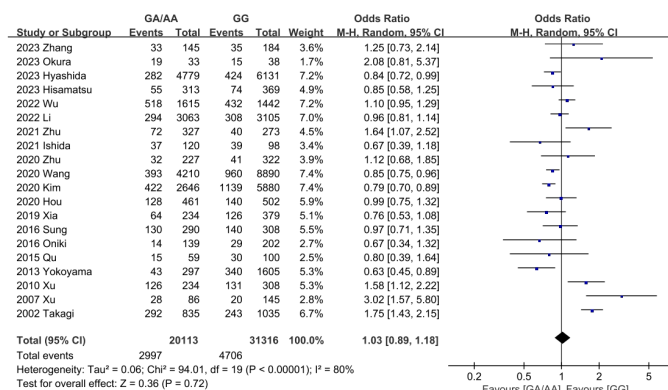 GA/AA GG Odds Ratio Odds Ratio
Study or Subgroup Events Total Events Total Weight M-H, Random, 95% CI M-H, Random, 95% CI
2023 Zhang 33 145 35 184 3.6% 1.25 [0.73, 2.14]
2023 Okura 19 33 15 38 1.9% 2.08 [0.81, 5.37]
2023 Hyashida 282 4779 424 6131 7.2% 0.84 [0.72, 0.99]
2023 Hisamatsu 55 313 74 369 5.0% 0.85 [0.58, 1.25]
2022 Wu 518 1615 432 1442 7.2% 1.10 [0.95, 1.29]
2022 Li 294 3063 308 3105 7.1% 0.96 [0.81, 1.14]
2021 Zhu 72 327 40 273 4.6% 1.64 [1.07, 2.52]
2021 Ishida 37 120 39 98 3.4% 0.67 [0.39, 1.18]
2020 Zhu 32 227 41 322 4.0% 1.12 [0.68, 1.85]
2020 Wang 393 4210 960 8890 7.4% 0.85 [0.75, 0.96]
2020 Kim 422 2646 1139 5880 7.4% 0.79 [0.70, 0.89]
2020 Hou 128 461 140 502 6.0% 0.99 [0.75, 1.32]
2019 Xia 64 234 126 379 5.2% 0.76 [0.53, 1.08]
2016 Sung 130 290 140 308 5.6% 0.97 [0.71, 1.35]
2016 Oniki 14 139 29 202 2.9% 0.67 [0.34, 1.32]
2015 Qu 15 59 30 100 2.7% 0.80 [0.39, 1.64]
2013 Yokoyama 43 297 340 1605 5.5% 0.63 [0.45, 0.89]
2010 Xu 126 234 131 308 5.3% 1.58 [1.12, 2.22]
2007 Xu 28 86 20 145 2.9% 3.02 [1.57, 5.80]
2002 Takagi 292 835 243 1035 6.7% 1.75 [1.43, 2.15]
Total (95% CI) 20113 31316 100.0% 1.03 [0.89, 1.18]
Total events 2997 4706
Heterogeneity: Tau² = 0.06; Chi² = 94.01, df = 19 (P < 0.00001); I² = 80%
Test for overall effect: Z = 0.36 (P = 0.72)
0.2 0.5 1 2 5
Favours [GA/AA] Favours [GG]